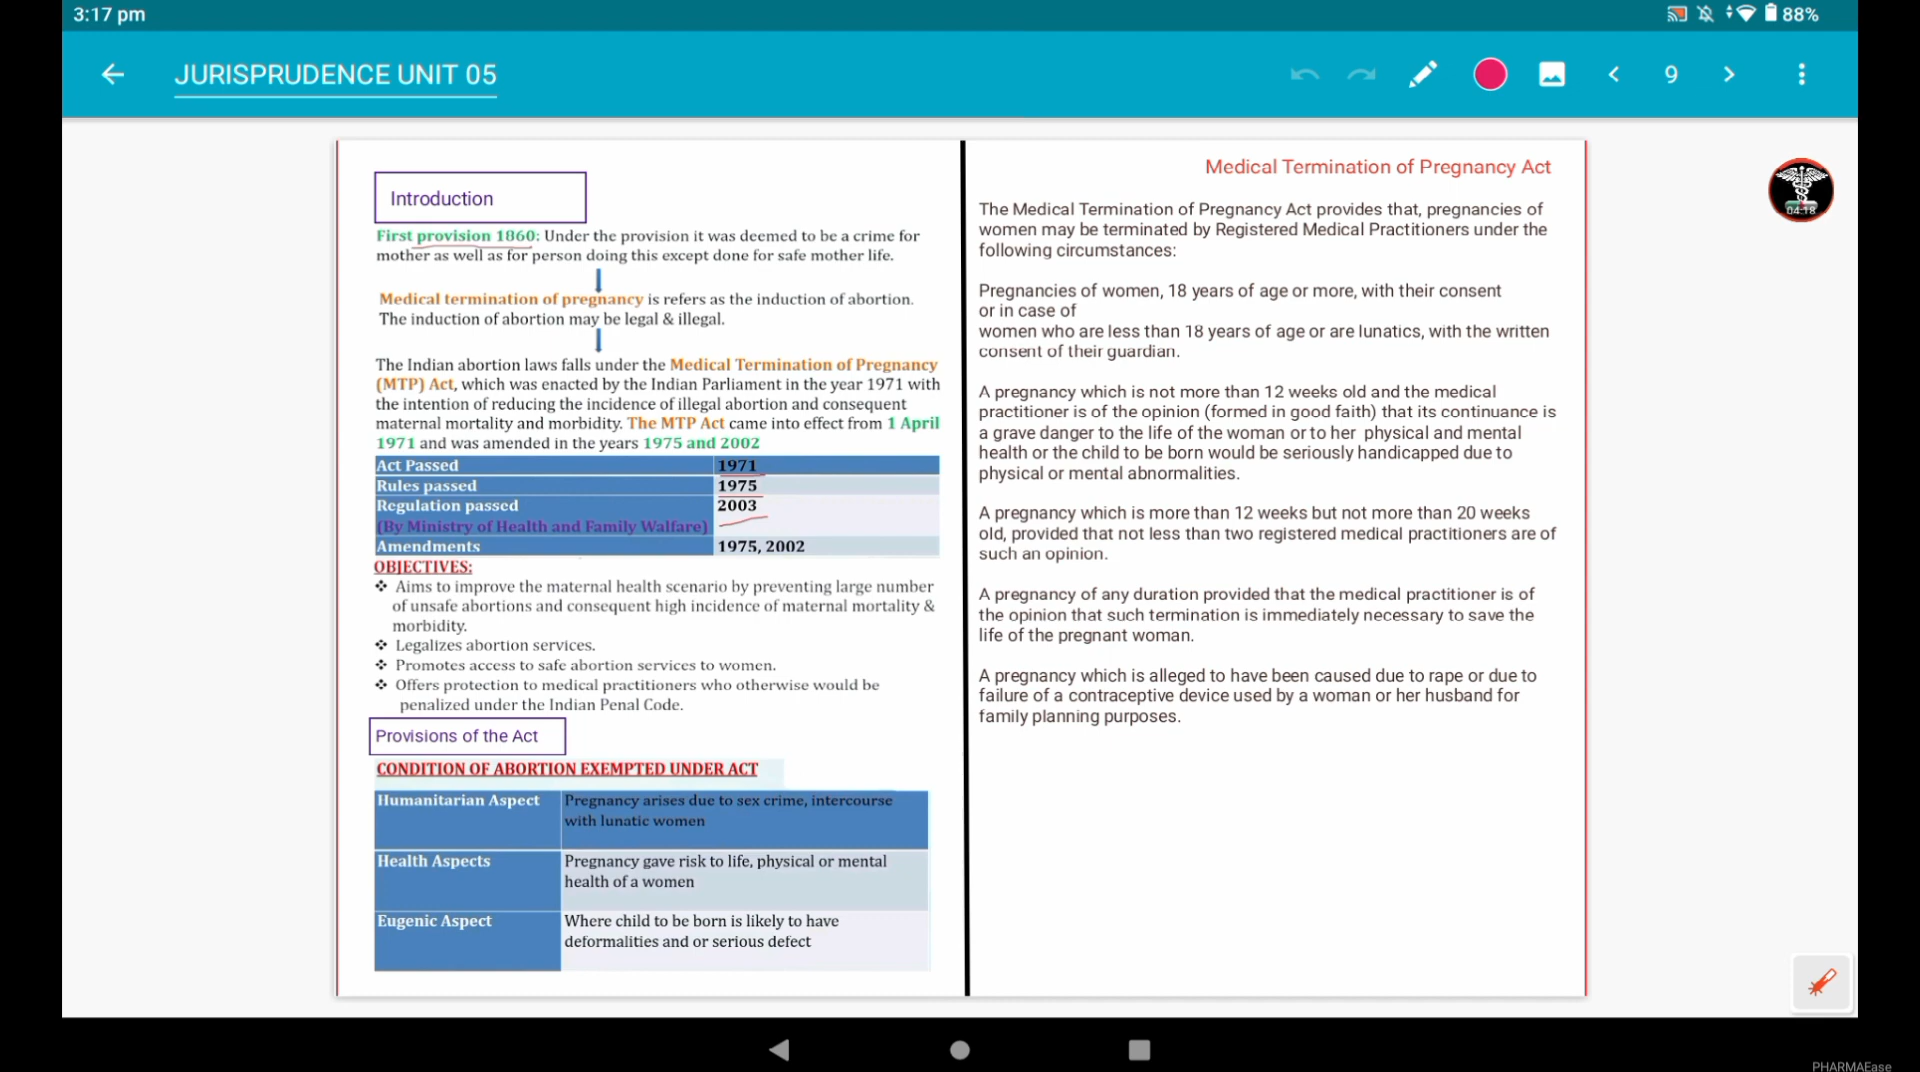 3:17 pm
88%
JURISPRUDENCE UNIT 05
9
Introduction
First provision 1860: Under the provision it was deemed to be a crime for
mother as well as for person doing this except done for safe mother life.
Medical termination of pregnancy is refers as the induction of abortion.
The induction of abortion may be legal & illegal.
The Indian abortion laws falls under the Medical Termination of Pregnancy
(MTP) Act, which was enacted by the Indian Parliament in the year 1971 with
the intention of reducing the incidence of illegal abortion and consequent
maternal mortality and morbidity. The MTP Act came into effect from 1 April
1971 and was amended in the years 1975 and 2002
Act Passed 1971
Rules passed 1975
Regulation passed 2003
(By Ministry of Health and Family Walfare)
Amendments 1975, 2002
OBJECTIVES:
❖ Aims to improve the maternal health scenario by preventing large number
of unsafe abortions and consequent high incidence of maternal mortality &
morbidity.
❖ Legalizes abortion services.
❖ Promotes access to safe abortion services to women.
❖ Offers protection to medical practitioners who otherwise would be
penalized under the Indian Penal Code.
Provisions of the Act
CONDITION OF ABORTION EXEMPTED UNDER ACT
Humanitarian Aspect Pregnancy arises due to sex crime, intercourse
with lunatic women
Health Aspects Pregnancy gave risk to life, physical or mental
health of a women
Eugenic Aspect Where child to be born is likely to have
deformalities and or serious defect
Medical Termination of Pregnancy Act
The Medical Termination of Pregnancy Act provides that, pregnancies of
women may be terminated by Registered Medical Practitioners under the
following circumstances:
Pregnancies of women, 18 years of age or more, with their consent
or in case of
women who are less than 18 years of age or are lunatics, with the written
consent of their guardian.
A pregnancy which is not more than 12 weeks old and the medical
practitioner is of the opinion (formed in good faith) that its continuance is
a grave danger to the life of the woman or to her physical and mental
health or the child to be born would be seriously handicapped due to
physical or mental abnormalities.
A pregnancy which is more than 12 weeks but not more than 20 weeks
old, provided that not less than two registered medical practitioners are of
such an opinion.
A pregnancy of any duration provided that the medical practitioner is of
the opinion that such termination is immediately necessary to save the
life of the pregnant woman.
A pregnancy which is alleged to have been caused due to rape or due to
failure of a contraceptive device used by a woman or her husband for
family planning purposes.
04:18
PHARMAEase